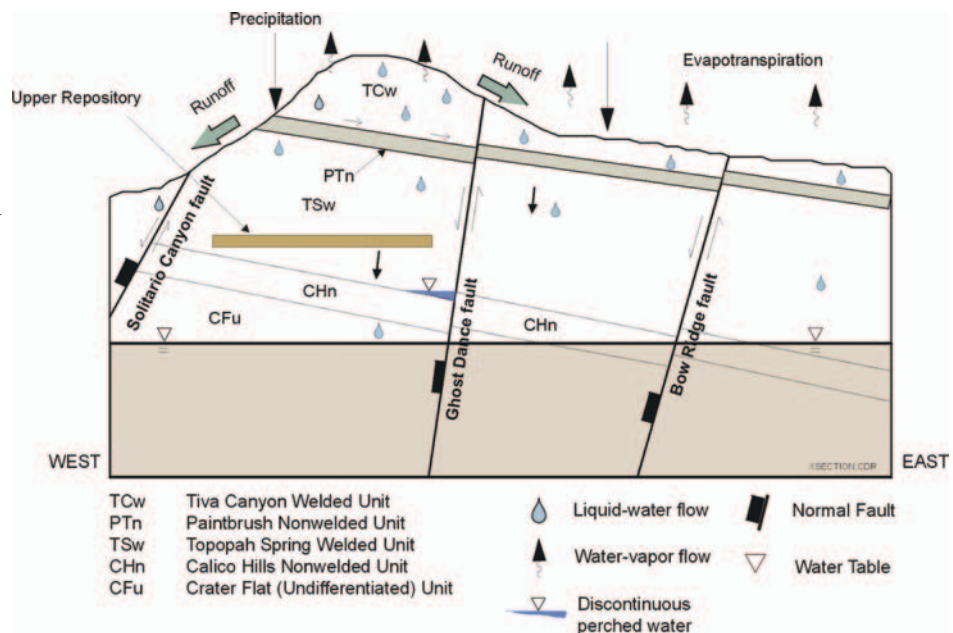 Precipitation
Runoff
Evapotranspiration
TCw
Upper Repository
Runoff
PTn
TSw
Solitario Canyon fault
CHn
CFu
CHn
Ghost Dance fault
Bow Ridge fault
WEST
XSECTION.CDR
EAST
TCw Tiva Canyon Welded Unit
PTn Paintbrush Nonwelded Unit
TSw Topopah Spring Welded Unit
CHn Calico Hills Nonwelded Unit
CFu Crater Flat (Undifferentiated) Unit
Liquid-water flow
Normal Fault
Water-vapor flow
Water Table
Discontinuous
perched water